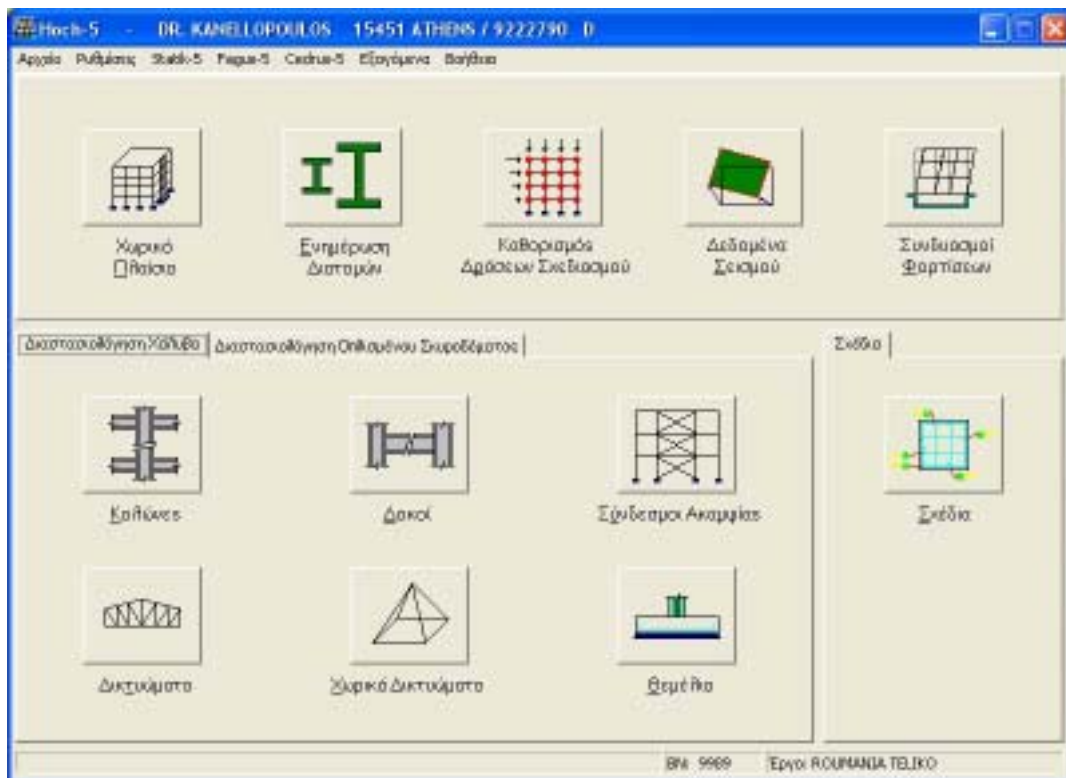 Hoch-5 - DR. KANELLOPOULOS 15451 ATHENS / 9222790 D
Αρχείο Ρυθμίσεις Statik-5 Fagus-5 Cedrus-5 Εξαγόμενα Βοήθεια
Χωρικό
Πλαίσιο
Ενημέρωση
Διατομών
Καθορισμός
Δράσεων Σχεδιασμού
Δεδομένα
Σεισμού
Συνδυασμοί
Φορτίσεων
Διαστασιολόγηση Χάλυβα
Διαστασιολόγηση Οπλισμένου Σκυροδέματος
Σχέδια
Κολώνες
Δοκοί
Σύνδεσμοι Ακαμψίας
Σχέδια
Δικτυώματα
Χωρικά Δικτυώματα
Θεμέλια
BN: 9989
Έργο: ROUMANIA TELIKO